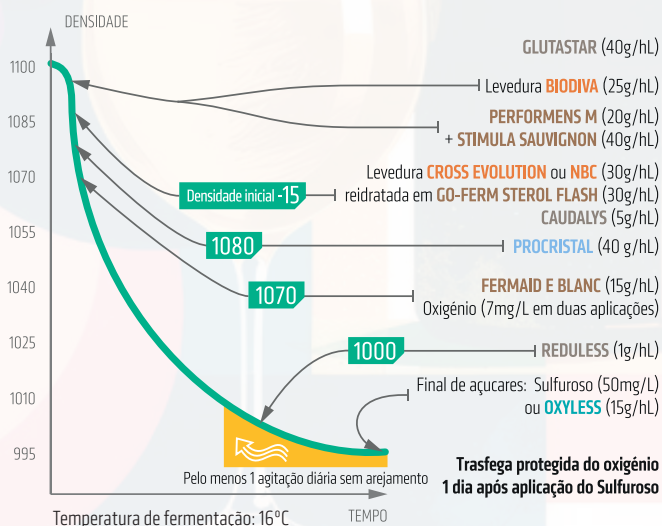 DENSIDADE
1100
1085
1070
1055
1040
1025
1010
995
GLUTASTAR (40g/hL)
Levedura BIODIVA (25g/hL)
PERFORMENS M (20g/hL)
+ STIMULA SAUVIGNON (40g/hL)
Levedura CROSS EVOLUTION ou NBC (30g/hL)
Densidade inicial -15
reidratada em GO-FERM STEROL FLASH (30g/hL)
CAUDALYS (5g/hL)
1080
PROCRISTAL (40 g/hL)
FERMAID E BLANC (15g/hL)
1070
Oxigénio (7mg/L em duas aplicações)
1000
REDULESS (1g/hL)
Final de açucares: Sulfuroso (50mg/L)
ou OXYLESS (15g/hL)
Pelo menos 1 agitação diária sem arejamento
Trasfega protegida do oxigénio
1 dia após aplicação do Sulfuroso
Temperatura de fermentação: 16°C
TEMPO